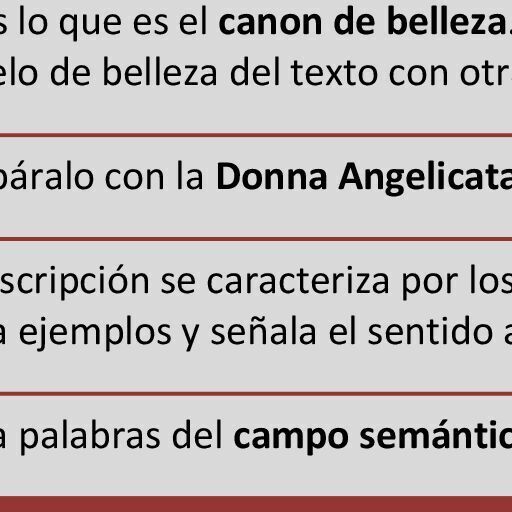 s lo que es el canon de belleza.
elo de belleza del texto con otr
páralo con la Donna Angelicata
scripción se caracteriza por los
a ejemplos y señala el sentido a
a palabras del campo semántic